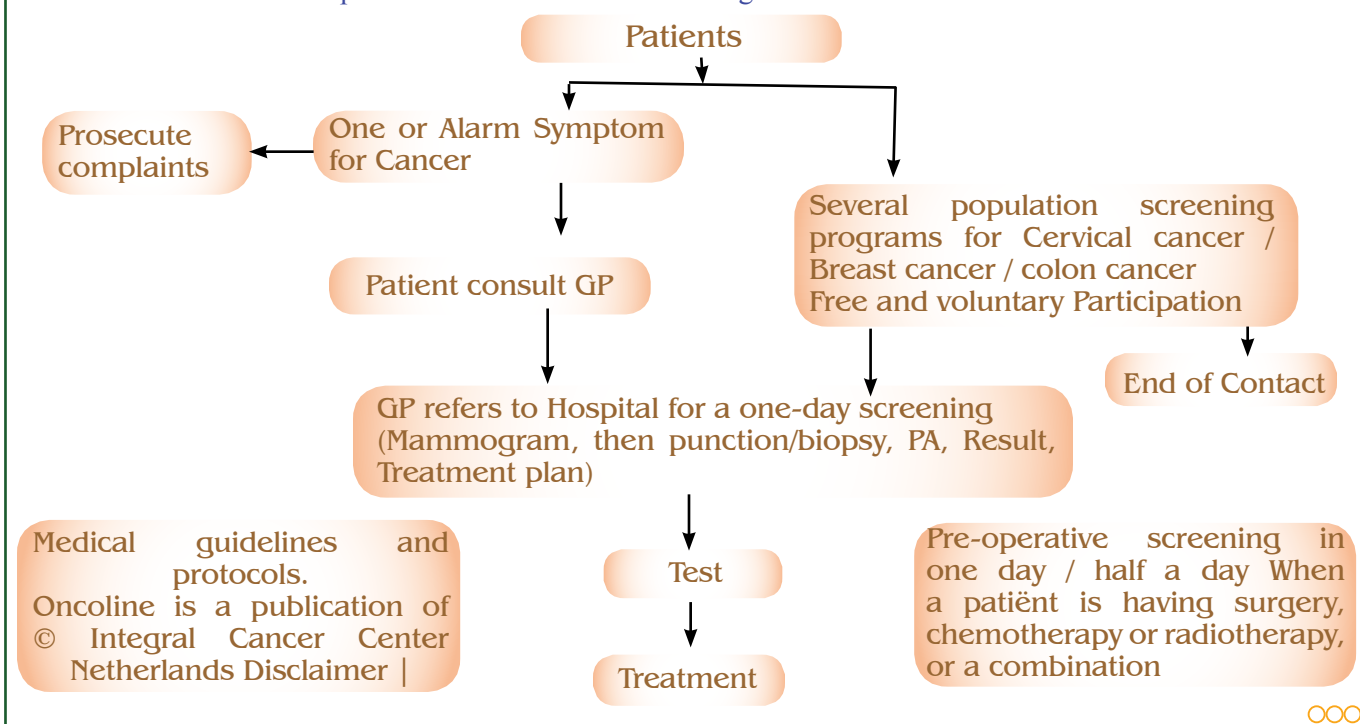 Patients
Prosecute
complaints
One or Alarm Symptom
for Cancer
Several population screening
programs for Cervical cancer /
Breast cancer / colon cancer
Free and voluntary Participation
Patient consult GP
End of Contact
GP refers to Hospital for a one-day screening
(Mammogram, then punction/biopsy, PA, Result,
Treatment plan)
Medical guidelines and
protocols.
Oncoline is a publication of
© Integral Cancer Center
Netherlands Disclaimer |
Test
Treatment
Pre-operative screening in
one day / half a day When
a patiënt is having surgery,
chemotherapy or radiotherapy,
or a combination